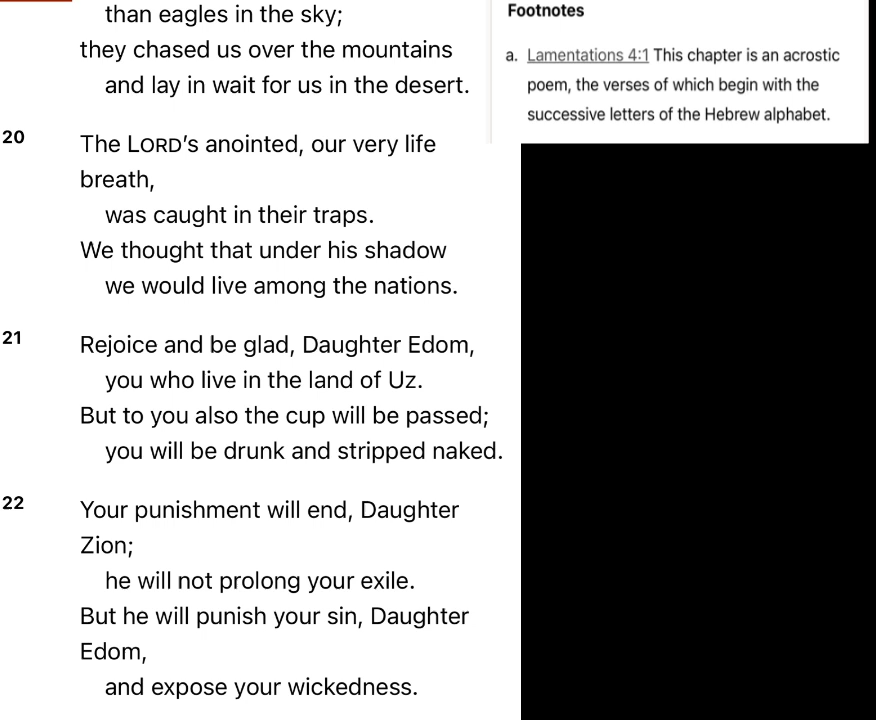 than eagles in the sky;
they chased us over the mountains
and lay in wait for us in the desert.
20 The LORD's anointed, our very life
breath,
was caught in their traps.
We thought that under his shadow
we would live among the nations.
21 Rejoice and be glad, Daughter Edom,
you who live in the land of Uz.
But to you also the cup will be passed;
you will be drunk and stripped naked.
22 Your punishment will end, Daughter
Zion;
he will not prolong your exile.
But he will punish your sin, Daughter
Edom,
and expose your wickedness.
Footnotes
a. Lamentations 4:1 This chapter is an acrostic
poem, the verses of which begin with the
successive letters of the Hebrew alphabet.